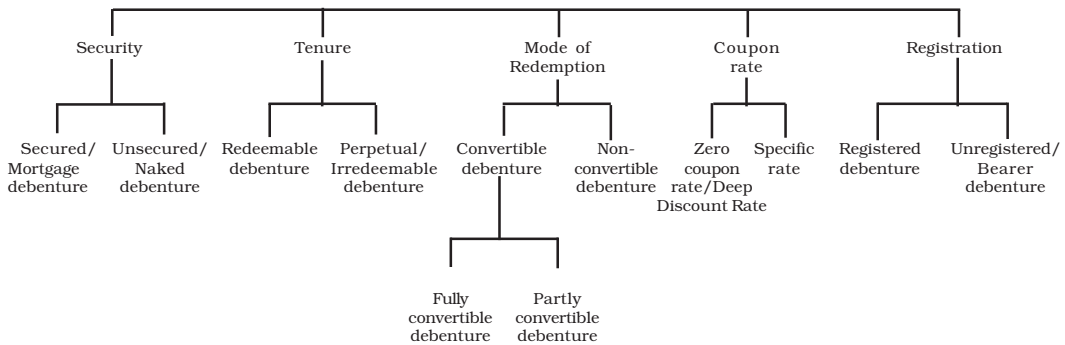 Security
Tenure
Mode of
Redemption
Coupon
rate
Registration
Secured/
Mortgage
debenture
Unsecured/
Naked
debenture
Redeemable
debenture
Perpetual/
Irredeemable
debenture
Convertible
debenture
Non-
convertible
debenture
Zero
coupon
rate/Deep
Discount Rate
Specific
rate
Registered
debenture
Unregistered/
Bearer
debenture
Fully
convertible
debenture
Partly
convertible
debenture